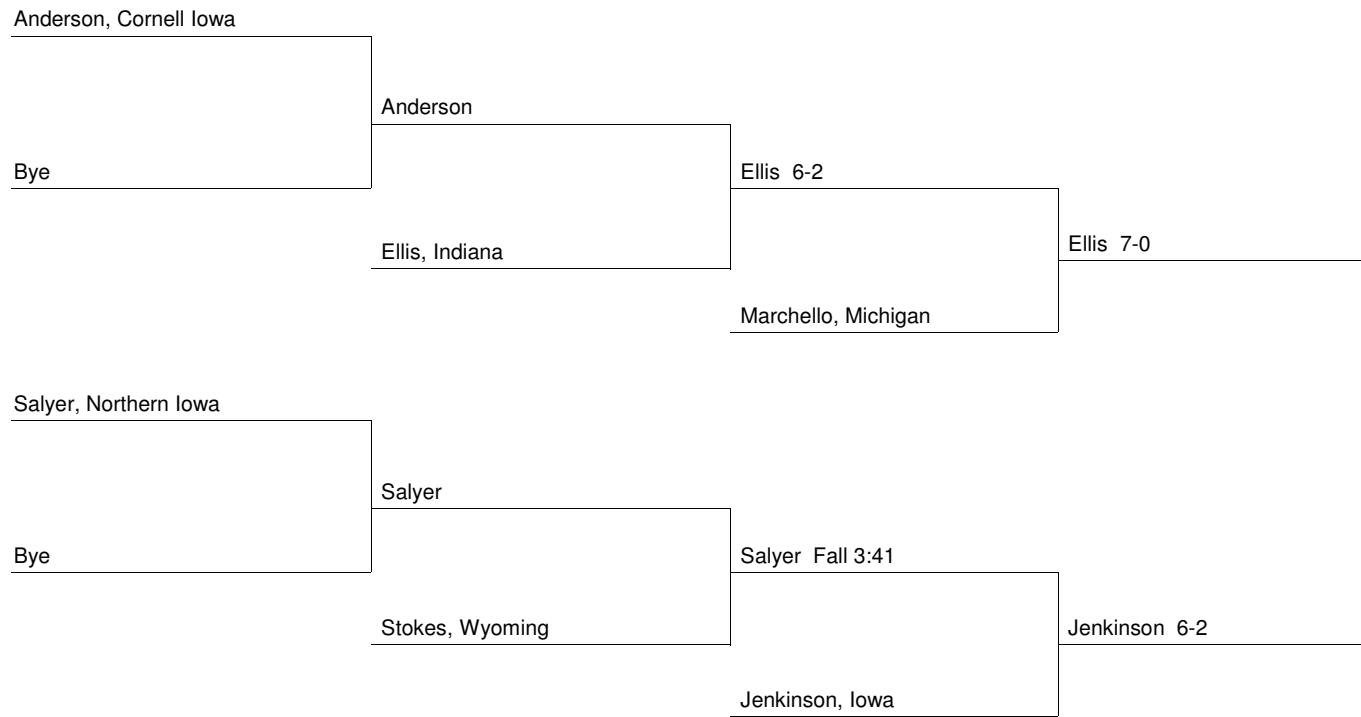 Anderson, Cornell Iowa
Anderson
Bye
Ellis 6-2
Ellis 7-0
Ellis, Indiana
Marchello, Michigan
Salyer, Northern Iowa
Salyer
Bye
Salyer Fall 3:41
Stokes, Wyoming
Jenkinson 6-2
Jenkinson, Iowa